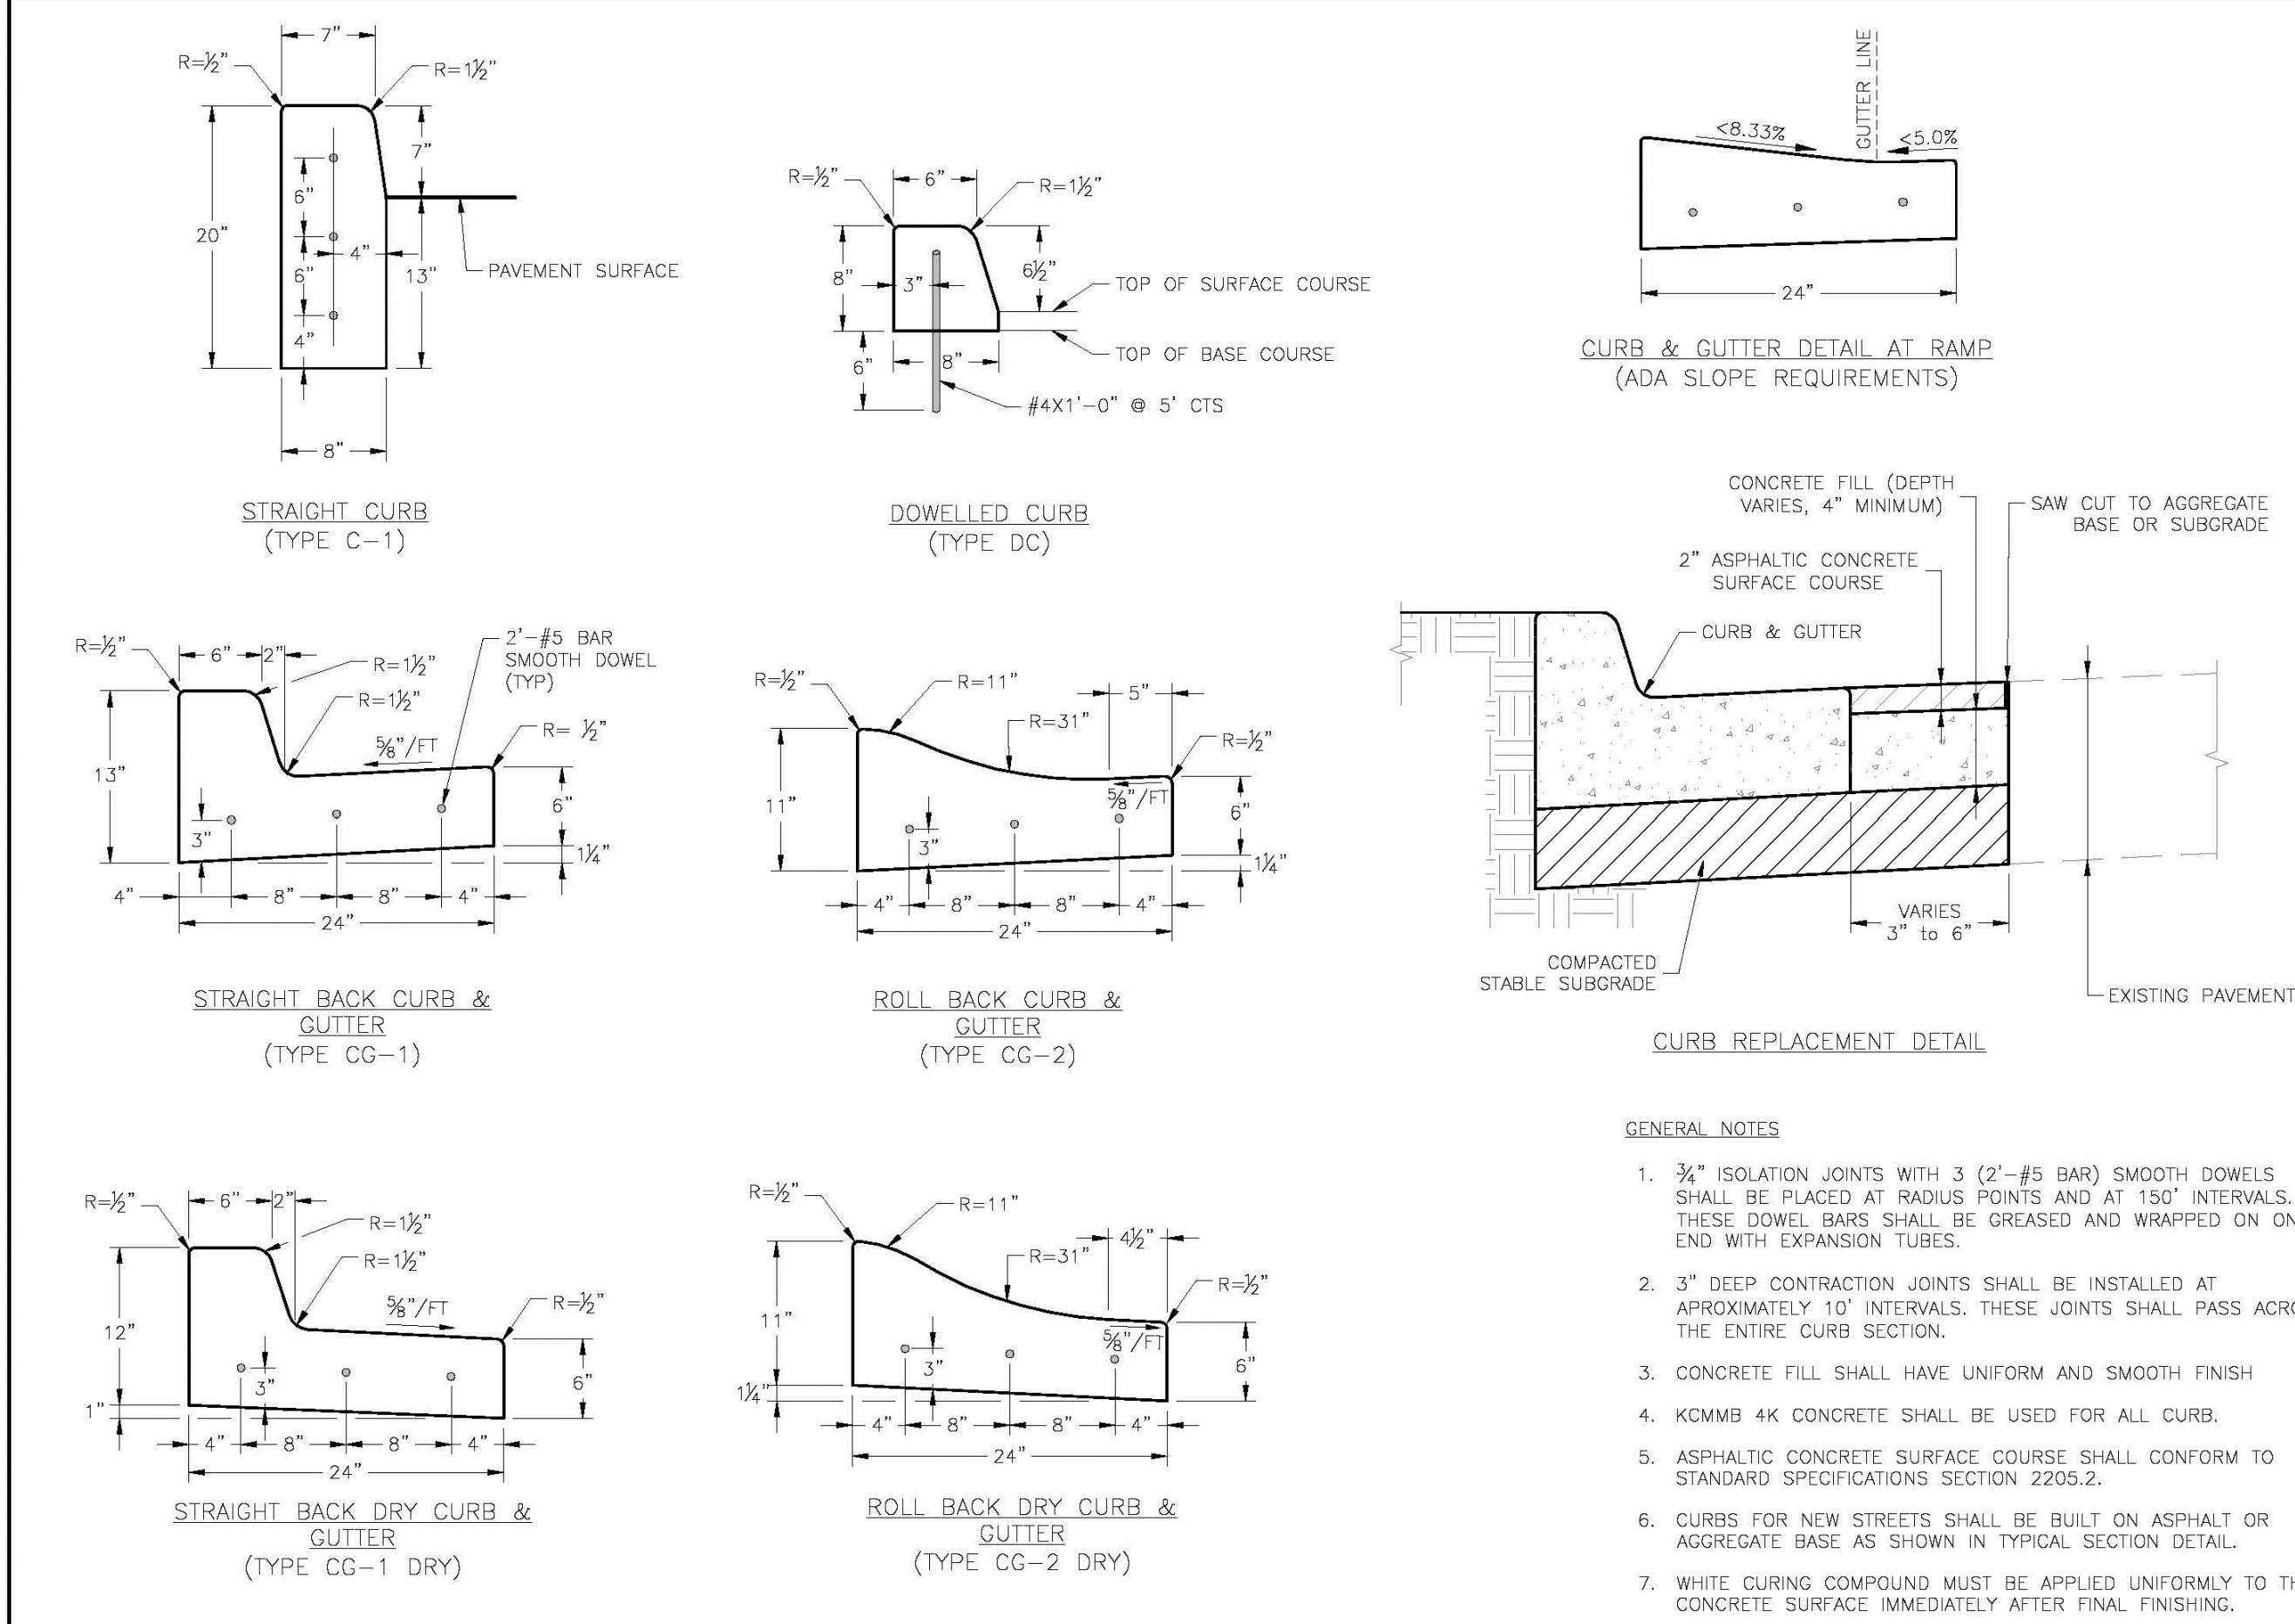 7"
R=½"
R=1½"
7"
6"
20"
4"
6"
13"
PAVEMENT SURFACE
4"
8"
STRAIGHT CURB
(TYPE C-1)
R=½"
6"
R=1½"
8"
3"
6½"
TOP OF SURFACE COURSE
TOP OF BASE COURSE
6"
8"
#4X1'-0" @ 5' CTS
DOWELLED CURB
(TYPE DC)
GUTTER LINE
<8.33%
<5.0%
24"
CURB & GUTTER DETAIL AT RAMP
(ADA SLOPE REQUIREMENTS)
R=½"
6"
2"
R=1½"
R=1½"
2'-#5 BAR
SMOOTH DOWEL
(TYP)
R= ½"
⅝"/FT
13"
3"
6"
1¼"
4"
8"
8"
4"
24"
STRAIGHT BACK CURB &
GUTTER
(TYPE CG-1)
R=½"
R=11"
R=31"
5"
R=½"
⅝"/FT
11"
3"
6"
1¼"
4"
8"
8"
4"
24"
ROLL BACK CURB &
GUTTER
(TYPE CG-2)
CONCRETE FILL (DEPTH
VARIES, 4" MINIMUM)
SAW CUT TO AGGREGATE
BASE OR SUBGRADE
2" ASPHALTIC CONCRETE
SURFACE COURSE
CURB & GUTTER
VARIES
3" to 6"
COMPACTED
STABLE SUBGRADE
EXISTING PAVEMENT
CURB REPLACEMENT DETAIL
R=½"
6"
2"
R=1½"
R=1½"
⅝"/FT
R=½"
12"
3"
6"
1"
4"
8"
8"
4"
24"
STRAIGHT BACK DRY CURB &
GUTTER
(TYPE CG-1 DRY)
R=½"
R=11"
R=31"
4½"
R=½"
⅝"/FT
11"
3"
6"
1¼"
4"
8"
8"
4"
24"
ROLL BACK DRY CURB &
GUTTER
(TYPE CG-2 DRY)
GENERAL NOTES
1. ¾" ISOLATION JOINTS WITH 3 (2'-#5 BAR) SMOOTH DOWELS
SHALL BE PLACED AT RADIUS POINTS AND AT 150' INTERVALS.
THESE DOWEL BARS SHALL BE GREASED AND WRAPPED ON
END WITH EXPANSION TUBES.
2. 3" DEEP CONTRACTION JOINTS SHALL BE INSTALLED AT
APROXIMATELY 10' INTERVALS. THESE JOINTS SHALL PASS
THE ENTIRE CURB SECTION.
3. CONCRETE FILL SHALL HAVE UNIFORM AND SMOOTH FINISH
4. KCMMB 4K CONCRETE SHALL BE USED FOR ALL CURB.
5. ASPHALTIC CONCRETE SURFACE COURSE SHALL CONFORM TO
STANDARD SPECIFICATIONS SECTION 2205.2.
6. CURBS FOR NEW STREETS SHALL BE BUILT ON ASPHALT OR
AGGREGATE BASE AS SHOWN IN TYPICAL SECTION DETAIL.
7. WHITE CURING COMPOUND MUST BE APPLIED UNIFORMLY TO
CONCRETE SURFACE IMMEDIATELY AFTER FINAL FINISHING.